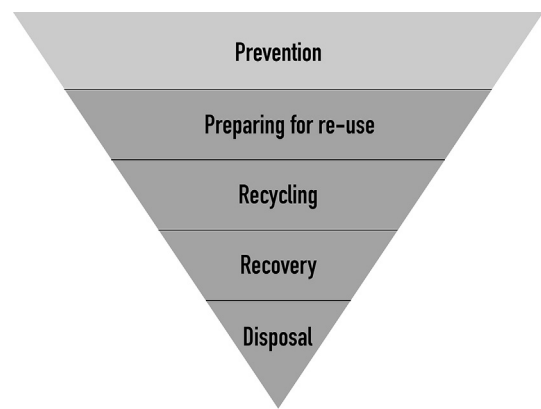 Prevention
Preparing for re-use
Recycling
Recovery
Disposal